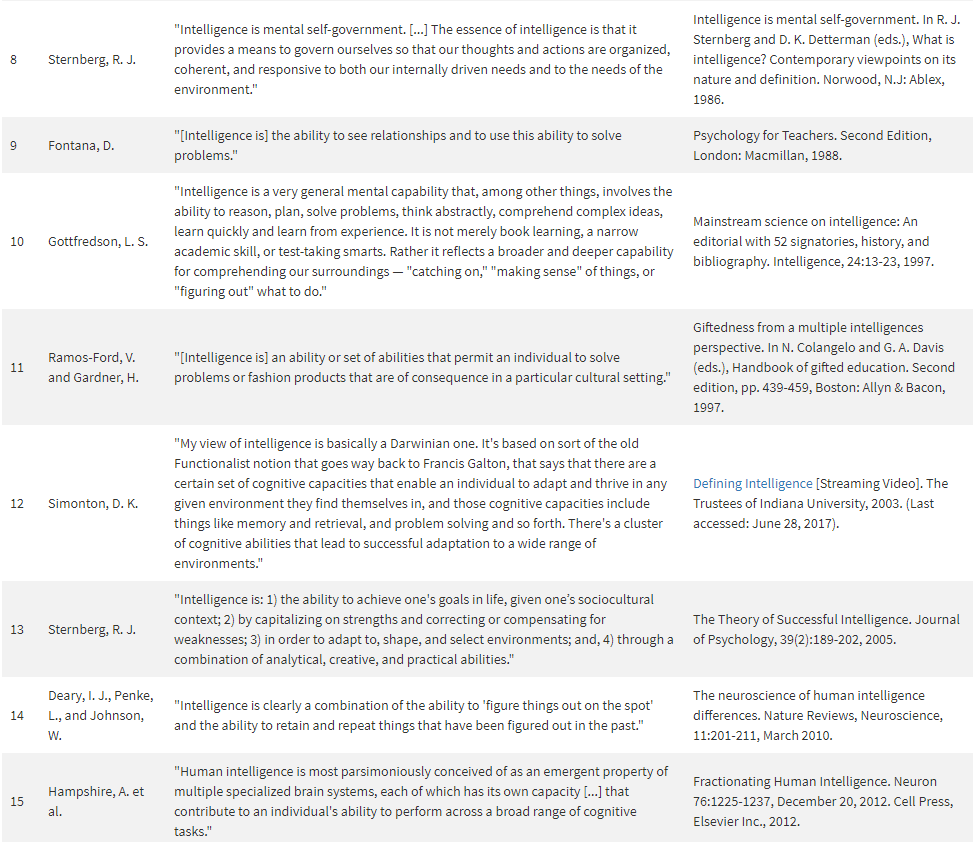 8
Sternberg, R. J.
"Intelligence is mental self-government. [...] The essence of intelligence is that it
provides a means to govern ourselves so that our thoughts and actions are organized,
coherent, and responsive to both our internally driven needs and to the needs of the
environment."
Intelligence is mental self-government. In R. J.
Sternberg and D. K. Detterman (eds.), What is
intelligence? Contemporary viewpoints on its
nature and definition. Norwood, N.J: Ablex,
1986.
9
Fontana, D.
"[Intelligence is] the ability to see relationships and to use this ability to solve
problems."
Psychology for Teachers. Second Edition,
London: Macmillan, 1988.
10
Gottfredson, L. S.
"Intelligence is a very general mental capability that, among other things, involves the
ability to reason, plan, solve problems, think abstractly, comprehend complex ideas,
learn quickly and learn from experience. It is not merely book learning, a narrow
academic skill, or test-taking smarts. Rather it reflects a broader and deeper capability
for comprehending our surroundings — "catching on," "making sense" of things, or
"figuring out" what to do."
Mainstream science on intelligence: An
editorial with 52 signatories, history, and
bibliography. Intelligence, 24:13-23, 1997.
11
Ramos-Ford, V.
and Gardner, H.
"[Intelligence is] an ability or set of abilities that permit an individual to solve
problems or fashion products that are of consequence in a particular cultural setting."
Giftedness from a multiple intelligences
perspective. In N. Colangelo and G. A. Davis
(eds.), Handbook of gifted education. Second
edition, pp. 439-459, Boston: Allyn & Bacon,
1997.
12
Simonton, D. K.
"My view of intelligence is basically a Darwinian one. It's based on sort of the old
Functionalist notion that goes way back to Francis Galton, that says that there are a
certain set of cognitive capacities that enable an individual to adapt and thrive in any
given environment they find themselves in, and those cognitive capacities include
things like memory and retrieval, and problem solving and so forth. There's a cluster
of cognitive abilities that lead to successful adaptation to a wide range of
environments."
Defining Intelligence [Streaming Video]. The
Trustees of Indiana University, 2003. (Last
accessed: June 28, 2017).
13
Sternberg, R. J.
"Intelligence is: 1) the ability to achieve one's goals in life, given one’s sociocultural
context; 2) by capitalizing on strengths and correcting or compensating for
weaknesses; 3) in order to adapt to, shape, and select environments; and, 4) through a
combination of analytical, creative, and practical abilities."
The Theory of Successful Intelligence. Journal
of Psychology, 39(2):189-202, 2005.
14
Deary, I. J., Penke,
L., and Johnson,
W.
"Intelligence is clearly a combination of the ability to 'figure things out on the spot'
and the ability to retain and repeat things that have been figured out in the past."
The neuroscience of human intelligence
differences. Nature Reviews, Neuroscience,
11:201-211, March 2010.
15
Hampshire, A. et
al.
"Human intelligence is most parsimoniously conceived of as an emergent property of
multiple specialized brain systems, each of which has its own capacity [...] that
contribute to an individual's ability to perform across a broad range of cognitive
tasks."
Fractionating Human Intelligence. Neuron
76:1225-1237, December 20, 2012. Cell Press,
Elsevier Inc., 2012.